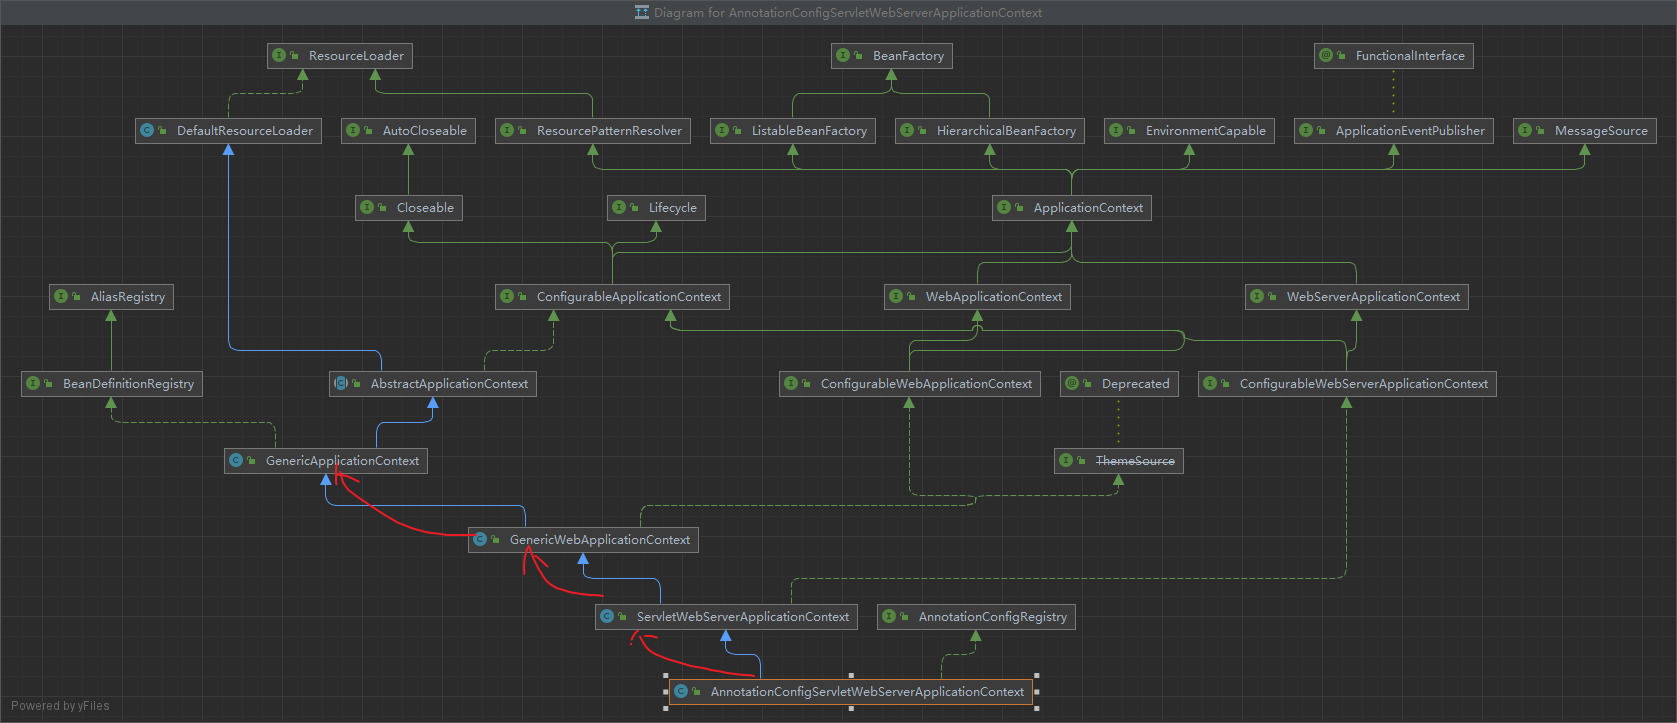 Diagram for AnnotationConfigServletWebServerApplicationContext
ResourceLoader
BeanFactory
FunctionalInterface
DefaultResourceLoader
AutoCloseable
ResourcePatternResolver
ListableBeanFactory
HierarchicalBeanFactory
EnvironmentCapable
ApplicationEventPublisher
MessageSource
Closeable
Lifecycle
ApplicationContext
AliasRegistry
ConfigurableApplicationContext
WebApplicationContext
WebServerApplicationContext
BeanDefinitionRegistry
AbstractApplicationContext
ConfigurableWebApplicationContext
Deprecated
ConfigurableWebServerApplicationContext
GenericApplicationContext
ThemeSource
GenericWebApplicationContext
ServletWebServerApplicationContext
AnnotationConfigRegistry
AnnotationConfigServletWebServerApplicationContext
Powered by yFiles